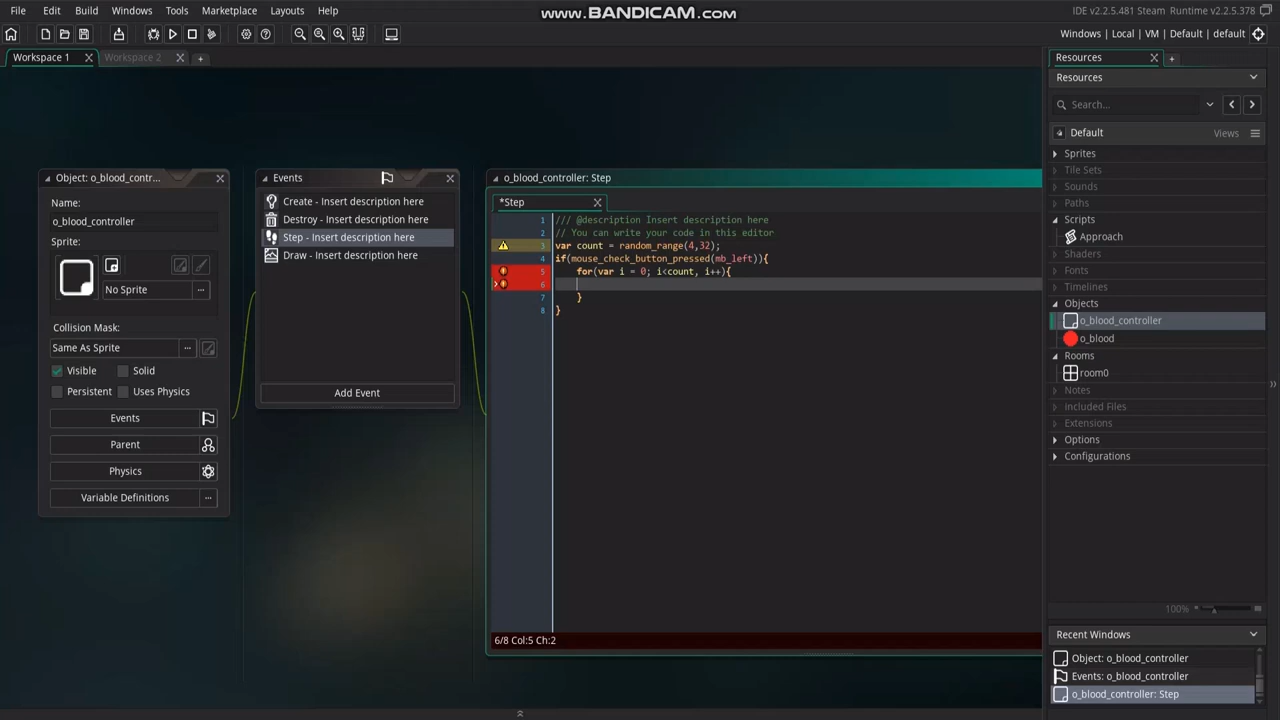 www.BANDICAM.com
File Edit Build Windows Tools Marketplace Layouts Help
IDE v2.2.5.481 Steam Runtime v2.2.5.378
Windows | Local | VM | Default | default
Workspace 1
Workspace 2
Object: o_blood_contr...
Name:
o_blood_controller
Sprite:
No Sprite
Collision Mask:
Same As Sprite
Visible
Solid
Persistent
Uses Physics
Events
Parent
Physics
Variable Definitions
Events
Create - Insert description here
Destroy - Insert description here
Step - Insert description here
Draw - Insert description here
Add Event
o_blood_controller: Step
*Step
1 /// @description Insert description here
2 // You can write your code in this editor
3 var count = random_range(4,32);
4 if(mouse_check_button_pressed(mb_left)){
5 for(var i = 0; i<count, i++){
6
7 }
8 }
6/8 Col:5 Ch:2
Resources
Resources
Search...
Default
Views
Sprites
Tile Sets
Sounds
Paths
Scripts
Approach
Shaders
Fonts
Timelines
Objects
o_blood_controller
o_blood
Rooms
room0
Notes
Included Files
Extensions
Options
Configurations
100%
Recent Windows
Object: o_blood_controller
Events: o_blood_controller
o_blood_controller: Step